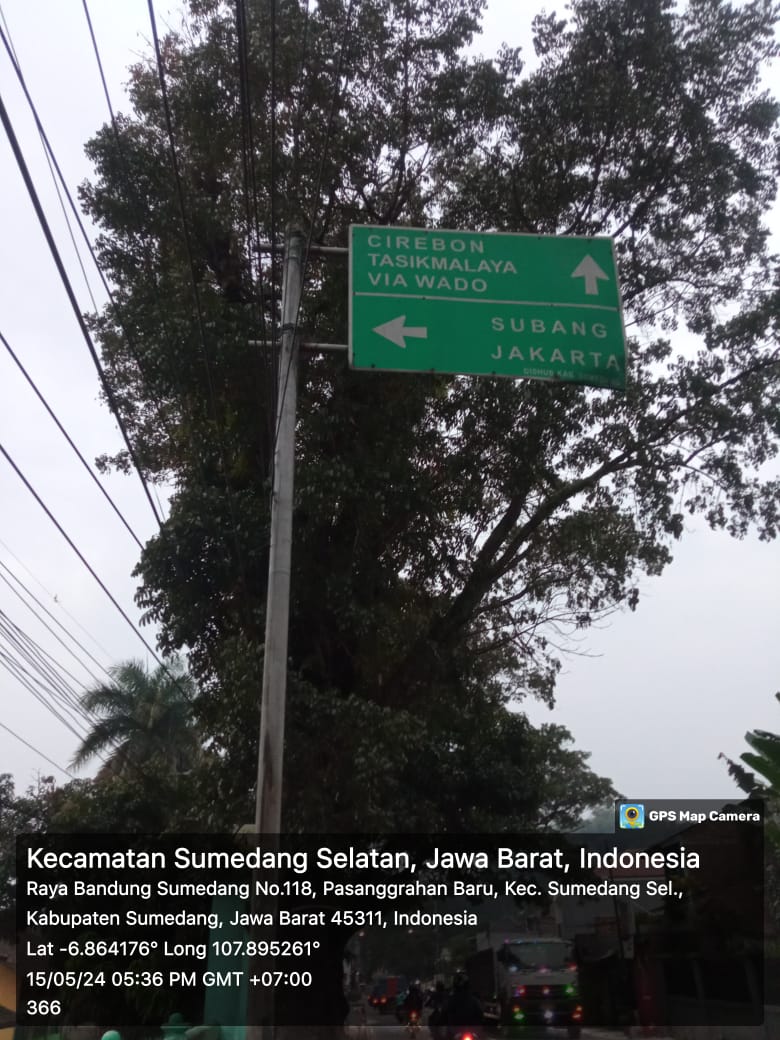 CIREBON
TASIKMALAYA
VIA WADO
SUBANG
JAKARTA
DISHUB KAB.
GPS Map Camera
Kecamatan Sumedang Selatan, Jawa Barat, Indonesia
Raya Bandung Sumedang No.118, Pasanggrahan Baru, Kec. Sumedang Sel.,
Kabupaten Sumedang, Jawa Barat 45311, Indonesia
Lat -6.864176° Long 107.895261°
15/05/24 05:36 PM GMT +07:00
366